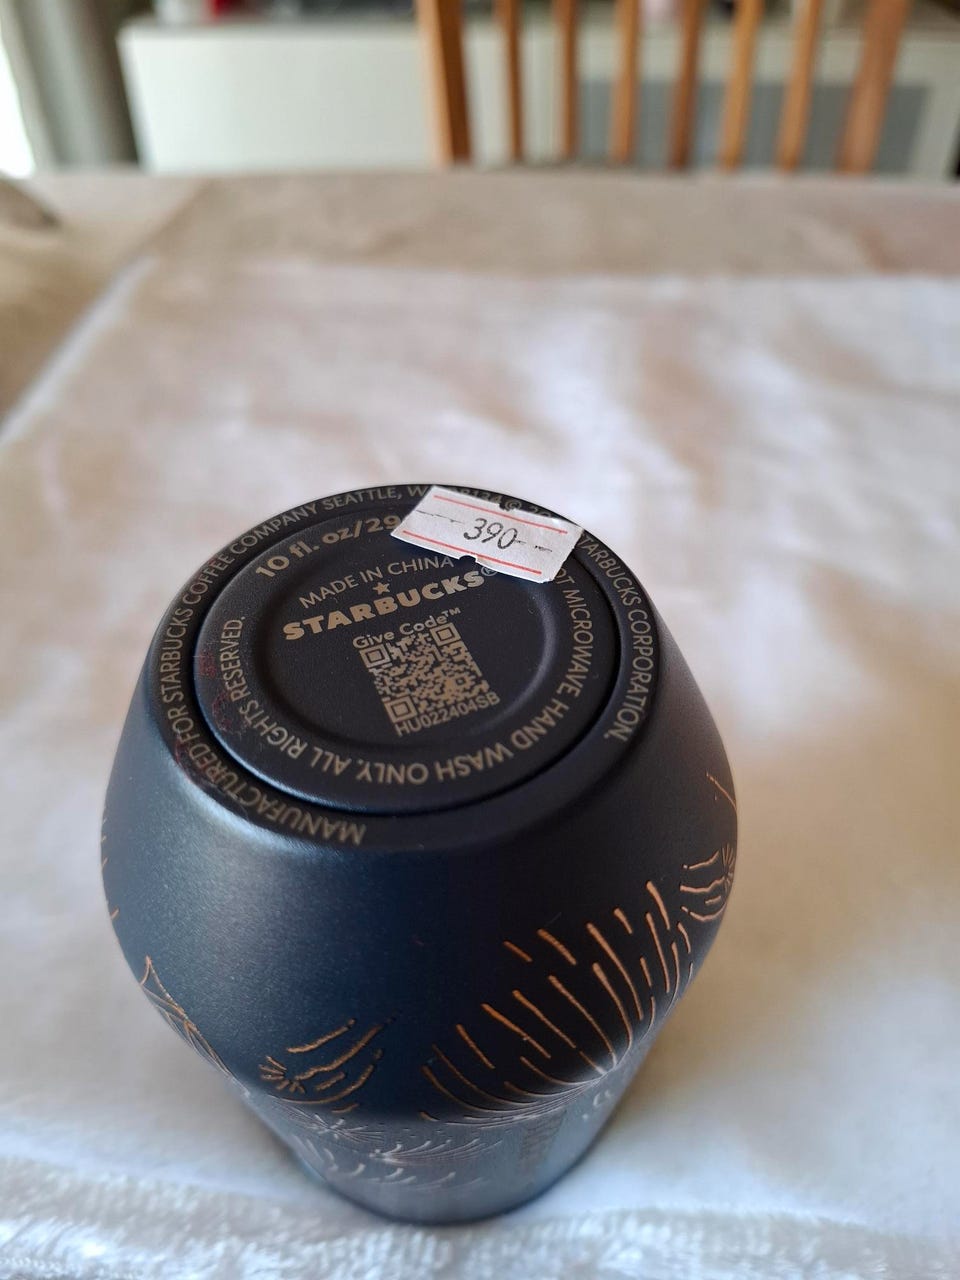 MANUFACTURED FOR STARBUCKS COFFEE COMPANY SEATTLE, STARBUCKS CORPORATION.
10 fl. oz/29
MICROWAVE HAND WASH ONLY. ALL RIGHTS RESERVED.
390--
MADE IN CHINA
STARBUCKS®
Give Code™
HU022404SB